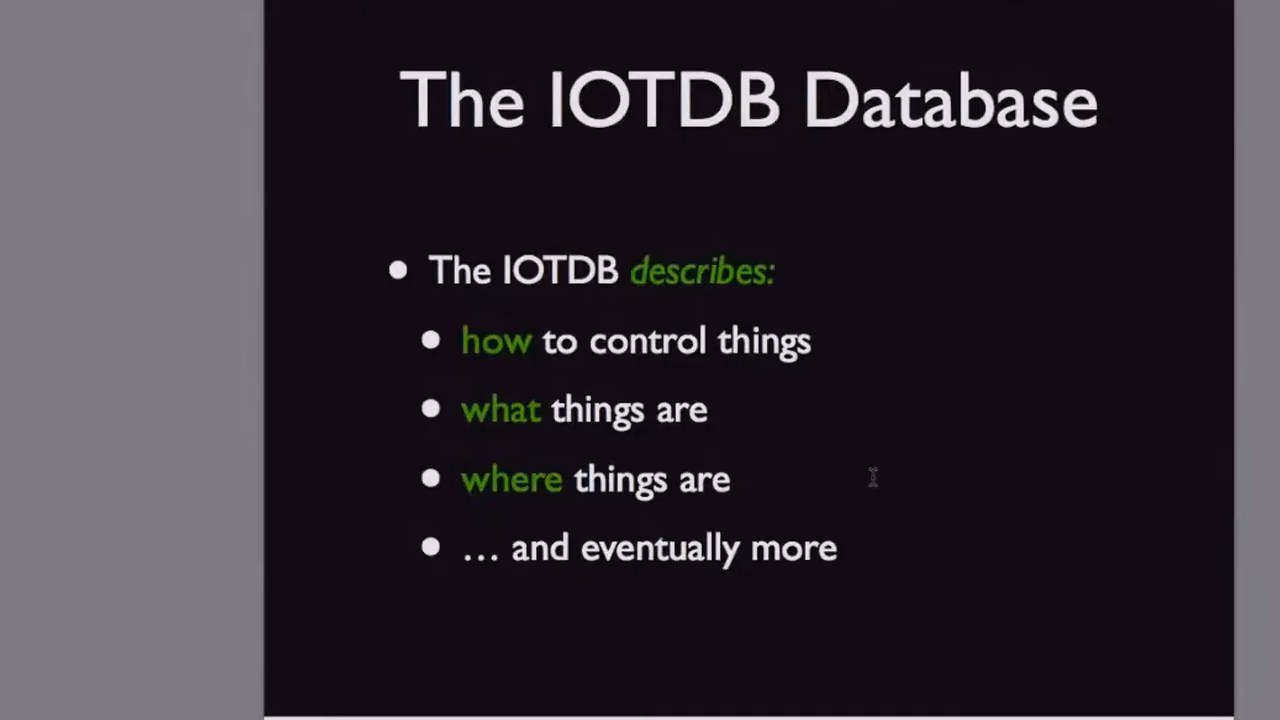 The IOTDB Database
• The IOTDB describes:
• how to control things
• what things are
• where things are
• … and eventually more